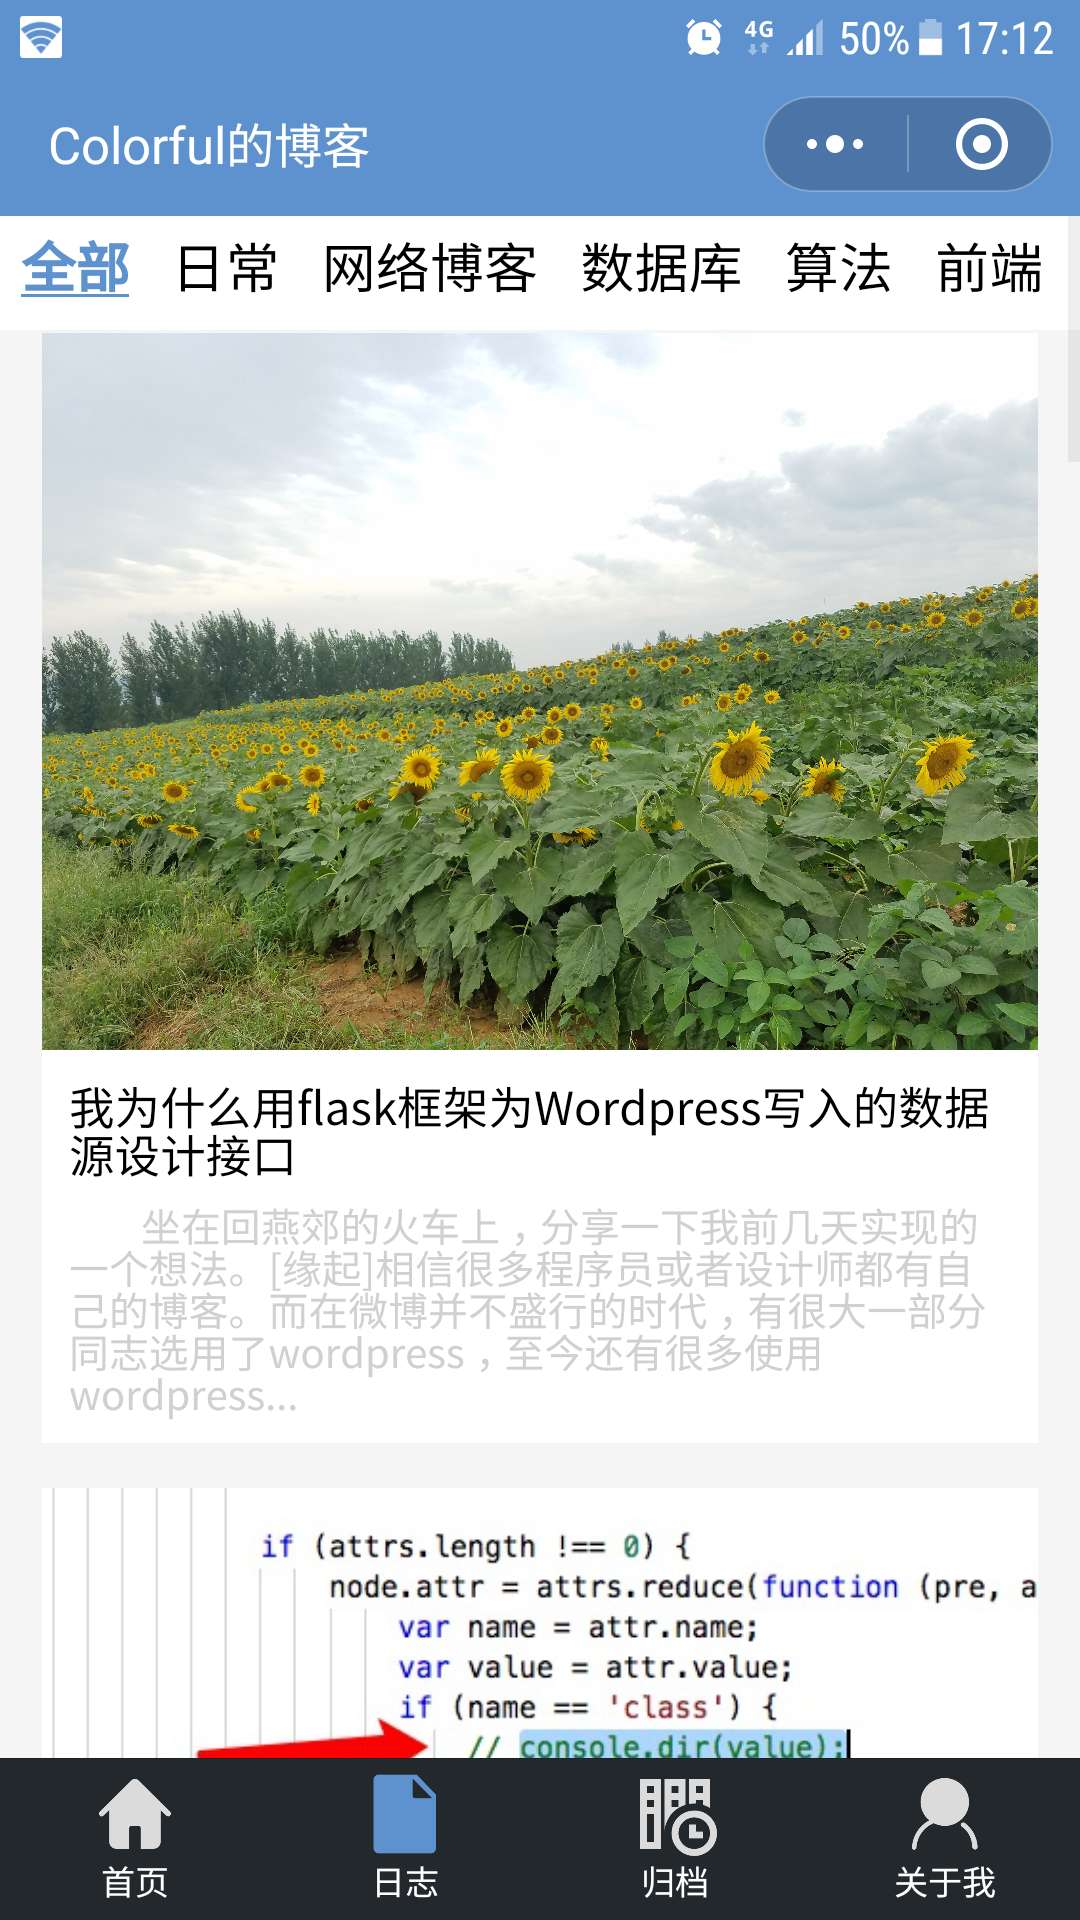 4G 50% 17:12
Colorful的博客
全部 日常 网络博客 数据库 算法 前端
我为什么用flask框架为Wordpress写入的数据
源设计接口
坐在回燕郊的火车上，分享一下我前几天实现的
一个想法。[缘起]相信很多程序员或者设计师都有自
己的博客。而在微博并不盛行的时代，有很大一部分
同志选用了wordpress，至今还有很多使用
wordpress...
if (attrs.length !== 0) {
node.attr = attrs.reduce(function (pre, a
var name = attr.name;
var value = attr.value;
if (name == 'class') {
// console.dir(value);
首页 日志 归档 关于我